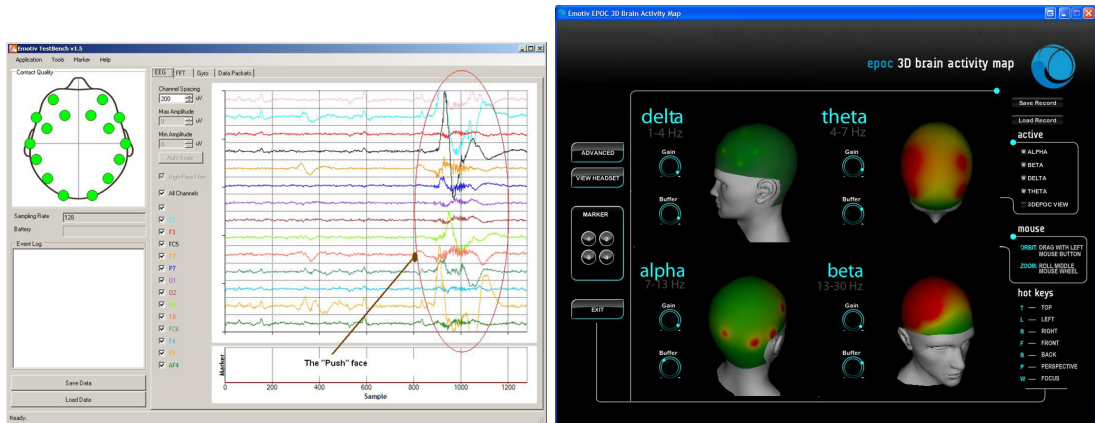 Emotiv TestBench v1.5
Application Tools Marker Help
Contact Quality
Sampling Rate 128
Battery
Event Log
Save Data
Load Data
Ready.
EEG FFT Gyro Data Packets
Channel Spacing
200 uV
Max Amplitude
0 uV
Min Amplitude
0 uV
Auto Scale
High-Pass Filter
All Channels
F7
F3
FC5
T7
P7
O1
O2
P8
T8
FC6
F4
F8
AF4
The "Push" face
Marker
0 200 400 600 800 1000 1200
Sample
Emotiv EPOC 3D Brain Activity Map
epoc 3D brain activity map
Save Record
Load Record
ADVANCED
VIEW HEADSET
MARKER
EXIT
delta
1-4 Hz
Gain
Buffer
theta
4-7 Hz
Gain
Buffer
alpha
7-13 Hz
Gain
Buffer
beta
13-30 Hz
Gain
Buffer
active
ALPHA
BETA
DELTA
THETA
3DEPOC VIEW
mouse
ORBIT: DRAG WITH LEFT
MOUSE BUTTON
ZOOM: ROLL MIDDLE
MOUSE WHEEL
hot keys
T — TOP
L — LEFT
R — RIGHT
F — FRONT
B — BACK
P — PERSPECTIVE
W — FOCUS